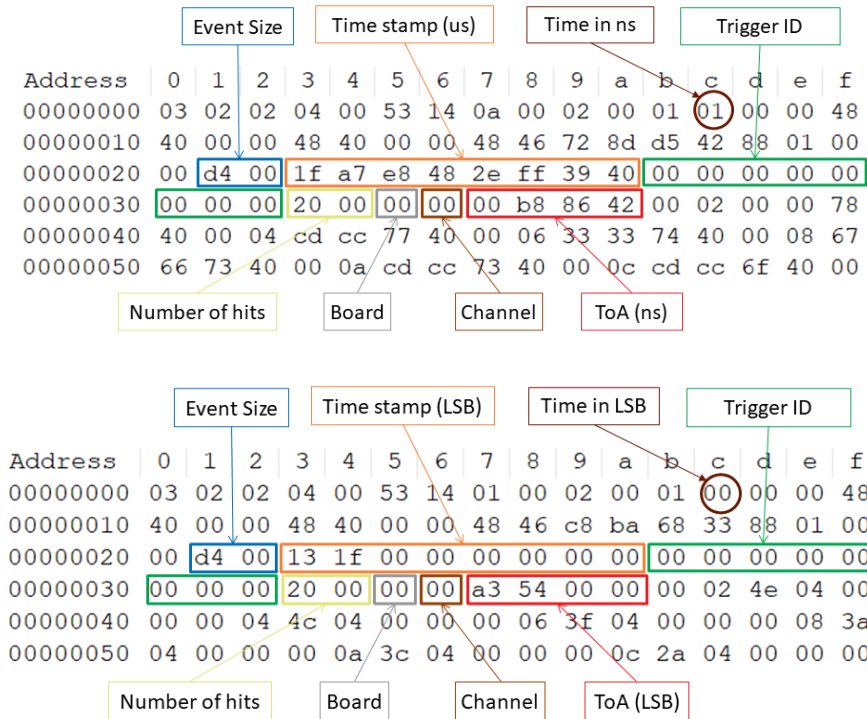 Event Size Time stamp (us) Time in ns Trigger ID
Address 0 1 2 3 4 5 6 7 8 9 a b c d e f
00000000 03 02 02 04 00 53 14 0a 00 02 00 01 01 00 00 48
00000010 40 00 00 48 40 00 00 48 46 72 8d d5 42 88 01 00
00000020 00 d4 00 1f a7 e8 48 2e ff 39 40 00 00 00 00 00
00000030 00 00 00 20 00 00 00 00 b8 86 42 00 02 00 00 78
00000040 40 00 04 cd cc 77 40 00 06 33 33 74 40 00 08 67
00000050 66 73 40 00 0a cd cc 73 40 00 0c cd cc 6f 40 00
Number of hits Board Channel ToA (ns)
Event Size Time stamp (LSB) Time in LSB Trigger ID
Address 0 1 2 3 4 5 6 7 8 9 a b c d e f
00000000 03 02 02 04 00 53 14 01 00 02 00 01 00 00 00 48
00000010 40 00 00 48 40 00 00 48 46 c8 ba 68 33 88 01 00
00000020 00 d4 00 13 1f 00 00 00 00 00 00 00 00 00 00 00
00000030 00 00 00 20 00 00 00 a3 54 00 00 00 02 4e 04 00
00000040 00 00 04 4c 04 00 00 00 06 3f 04 00 00 00 08 3a
00000050 04 00 00 00 0a 3c 04 00 00 00 0c 2a 04 00 00 00
Number of hits Board Channel ToA (LSB)